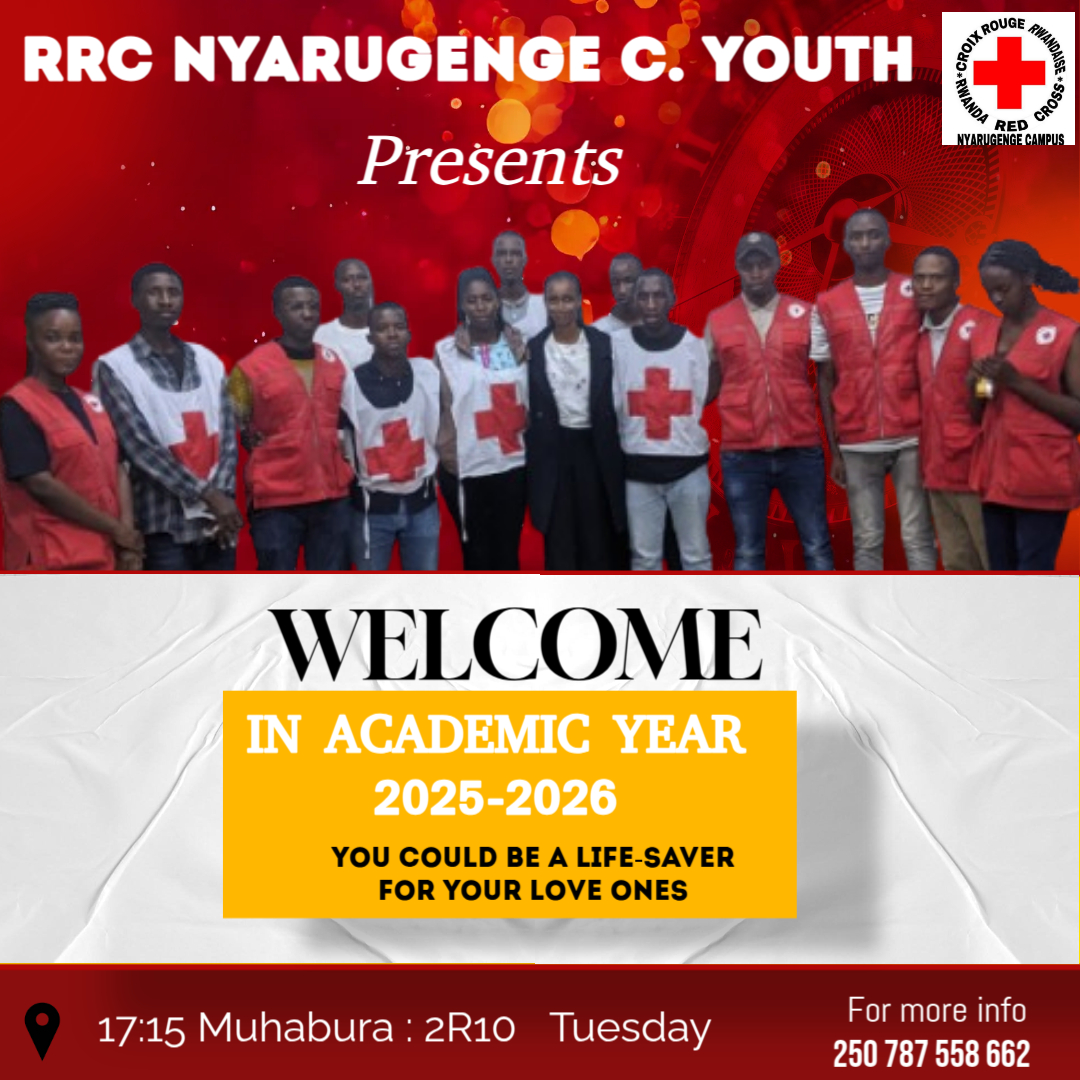 RRC NYARUGENGE C. YOUTH
CROIX ROUGE RWANDAISE
*RWANDA RED CROSS*
NYARUGENGE CAMPUS
Presents
WELCOME
IN ACADEMIC YEAR
2025-2026
YOU COULD BE A LIFE-SAVER
FOR YOUR LOVE ONES
17:15 Muhabura : 2R10 Tuesday
For more info
250 787 558 662